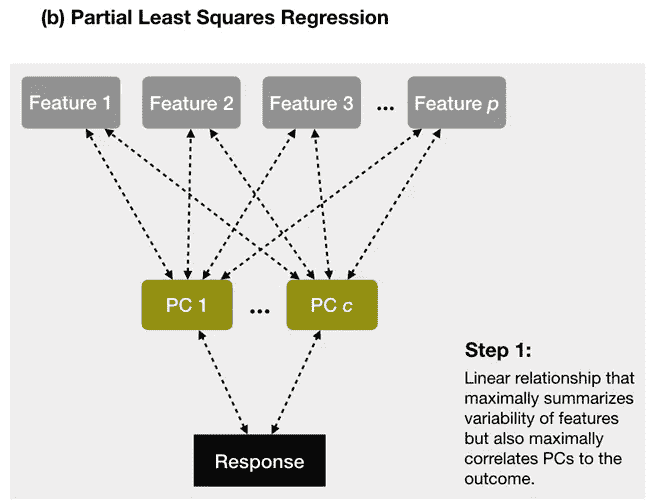 (b) Partial Least Squares Regression
Feature 1 Feature 2 Feature 3 ... Feature p
PC 1 ... PC c
Step 1:
Linear relationship that
maximally summarizes
variability of features
but also maximally
correlates PCs to the
outcome.
Response